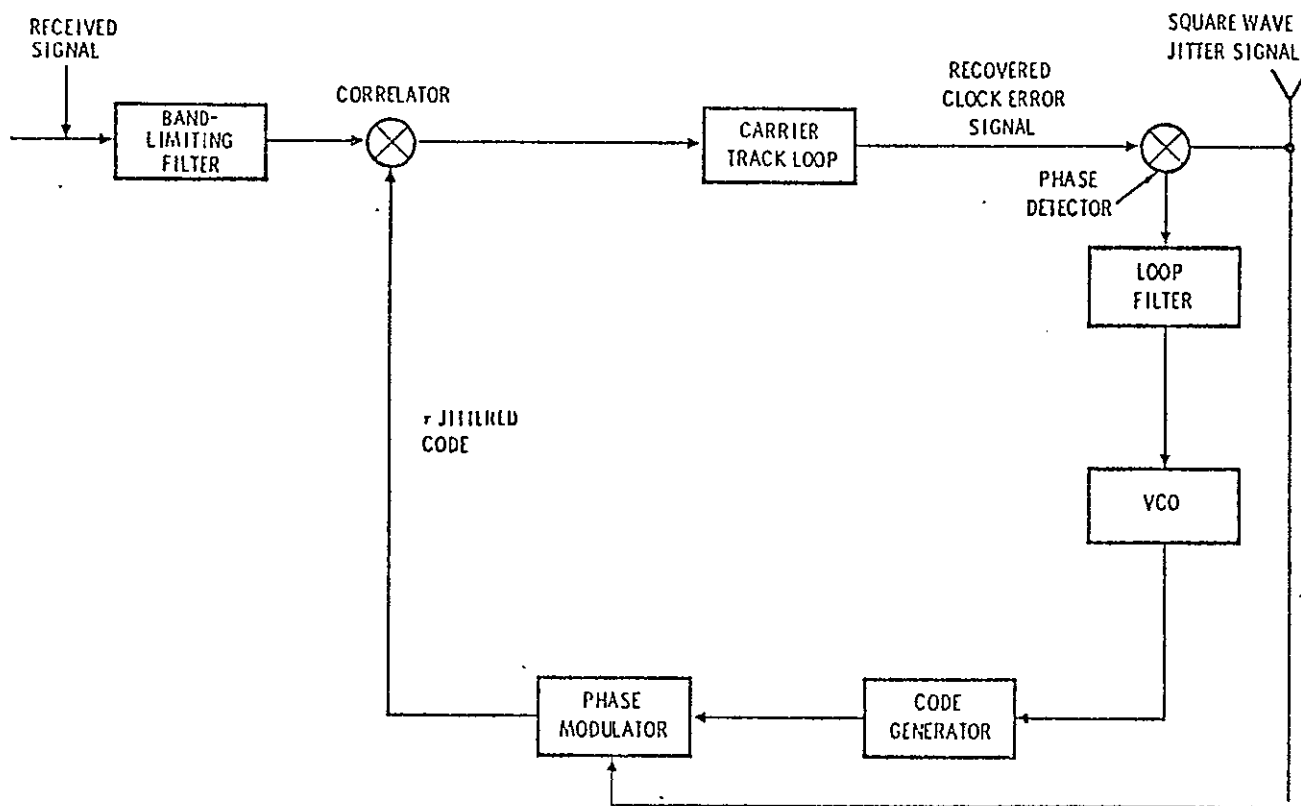 RECEIVED
SIGNAL
SQUARE WAVE
JITTER SIGNAL
BAND-
LIMITING
FILTER
CORRELATOR
CARRIER
TRACK LOOP
RECOVERED
CLOCK ERROR
SIGNAL
PHASE
DETECTOR
LOOP
FILTER
τ JITTERED
CODE
VCO
PHASE
MODULATOR
CODE
GENERATOR